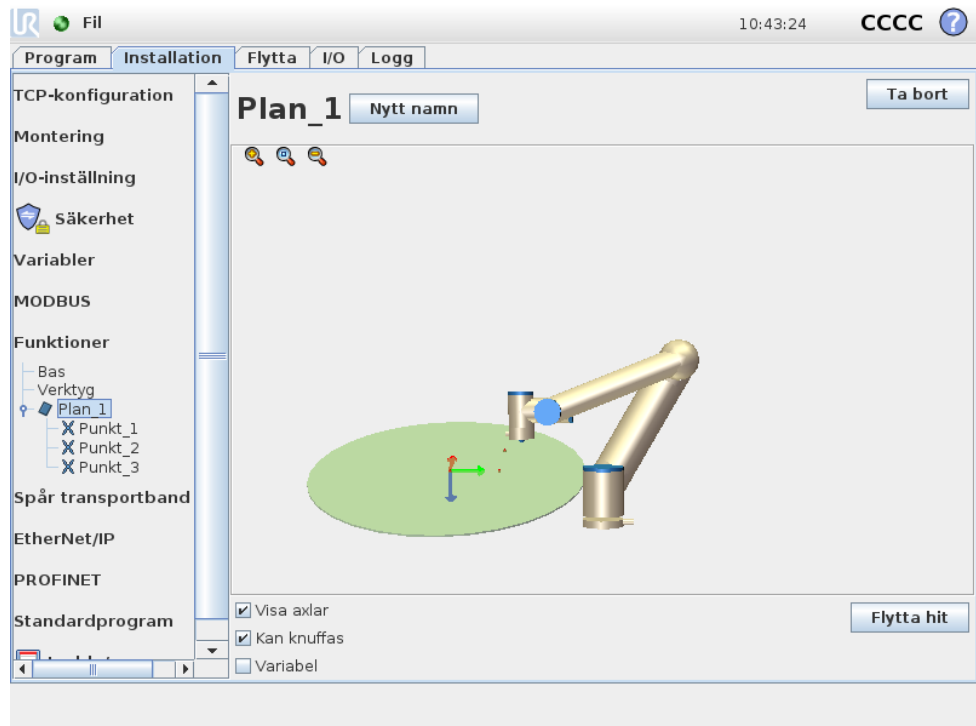 UR Fil 10:43:24 CCCC ?
Program Installation Flytta I/O Logg
TCP-konfiguration
Montering
I/O-inställning
Säkerhet
Variabler
MODBUS
Funktioner
Bas
Verktyg
Plan_1
Punkt_1
Punkt_2
Punkt_3
Spår transportband
EtherNet/IP
PROFINET
Standardprogram
Plan_1 Nytt namn Ta bort
Visa axlar
Kan knuffas
Variabel
Flytta hit